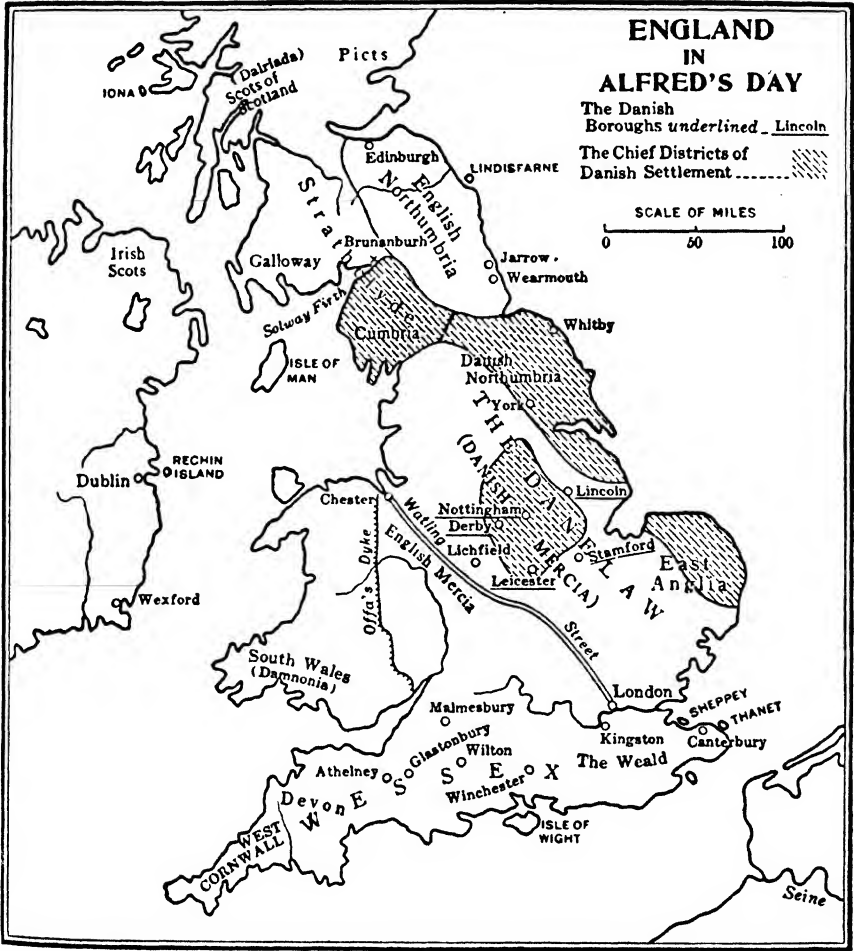 ENGLAND
IN
ALFRED'S DAY
The Danish
Boroughs underlined _ Lincoln
The Chief Districts of
Danish Settlement
SCALE OF MILES
0 50 100
Picts
(Dalriada)
Scots of
Scotland
IONA
Edinburgh
LINDISFARNE
English
Northumbria
Strathclyde
Brunanburh
Galloway
Irish
Scots
Jarrow
Wearmouth
Solway Firth
Cumbria
Whitby
ISLE OF
MAN
Danish
Northumbria
York
THE DANELAW
(DANISH MERCIA)
RECHIN
ISLAND
Dublin
Chester
Lincoln
Nottingham
Derby
Watling Street
English Mercia
Offa's Dyke
Lichfield
Leicester
Stamford
East
Anglia
Wexford
South Wales
(Damnonia)
London
SHEPPEY
THANET
Malmesbury
Kingston
Canterbury
Glastonbury
Wilton
Athelney
Winchester
The Weald
WESSEX
Devon
WEST
CORNWALL
ISLE OF
WIGHT
Seine